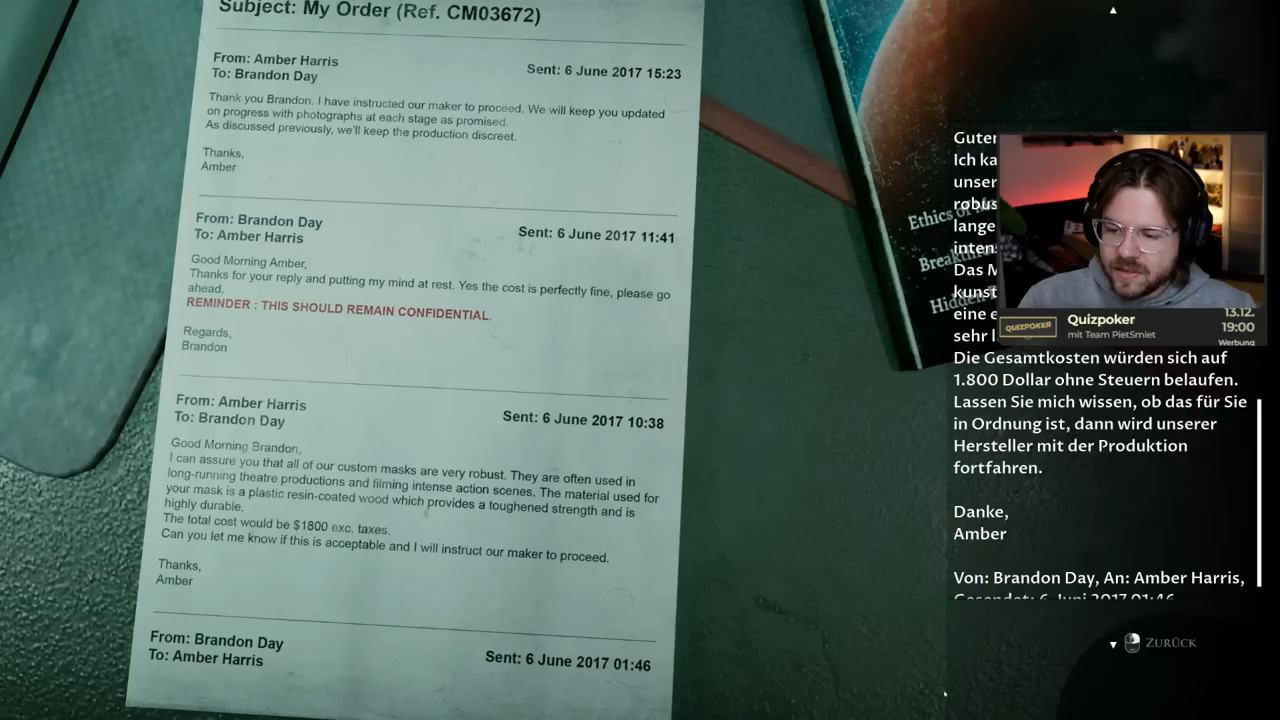 Subject: My Order (Ref. CM03672)
From: Amber Harris
To: Brandon Day
Sent: 6 June 2017 15:23
Thank you Brandon. I have instructed our maker to proceed. We will keep you updated
on progress with photographs at each stage as promised.
As discussed previously, we'll keep the production discreet.
Thanks,
Amber
From: Brandon Day
To: Amber Harris
Sent: 6 June 2017 11:41
Good Morning Amber,
Thanks for your reply and putting my mind at rest. Yes the cost is perfectly fine, please go
ahead.
REMINDER : THIS SHOULD REMAIN CONFIDENTIAL.
Regards,
Brandon
From: Amber Harris
To: Brandon Day
Sent: 6 June 2017 10:38
Good Morning Brandon,
I can assure you that all of our custom masks are very robust. They are often used in
long-running theatre productions and filming intense action scenes. The material used for
your mask is a plastic resin-coated wood which provides a toughened strength and is
highly durable.
The total cost would be $1800 exc. taxes.
Can you let me know if this is acceptable and I will instruct our maker to proceed.
Thanks,
Amber
From: Brandon Day
To: Amber Harris
Sent: 6 June 2017 01:46
Ethics of
Hidden
Guten
Ich ka
unser
robus
lange
inten
Das M
kunst
eine e
sehr l
QUIZPOKER
Quizpoker
mit Team PietSmiet
13.12.
19:00
Werbung
Die Gesamtkosten würden sich auf
1.800 Dollar ohne Steuern belaufen.
Lassen Sie mich wissen, ob das für Sie
in Ordnung ist, dann wird unserer
Hersteller mit der Produktion
fortfahren.
Danke,
Amber
Von: Brandon Day, An: Amber Harris,
Gesendet: 6. Juni 2017 01:46
ZURÜCK